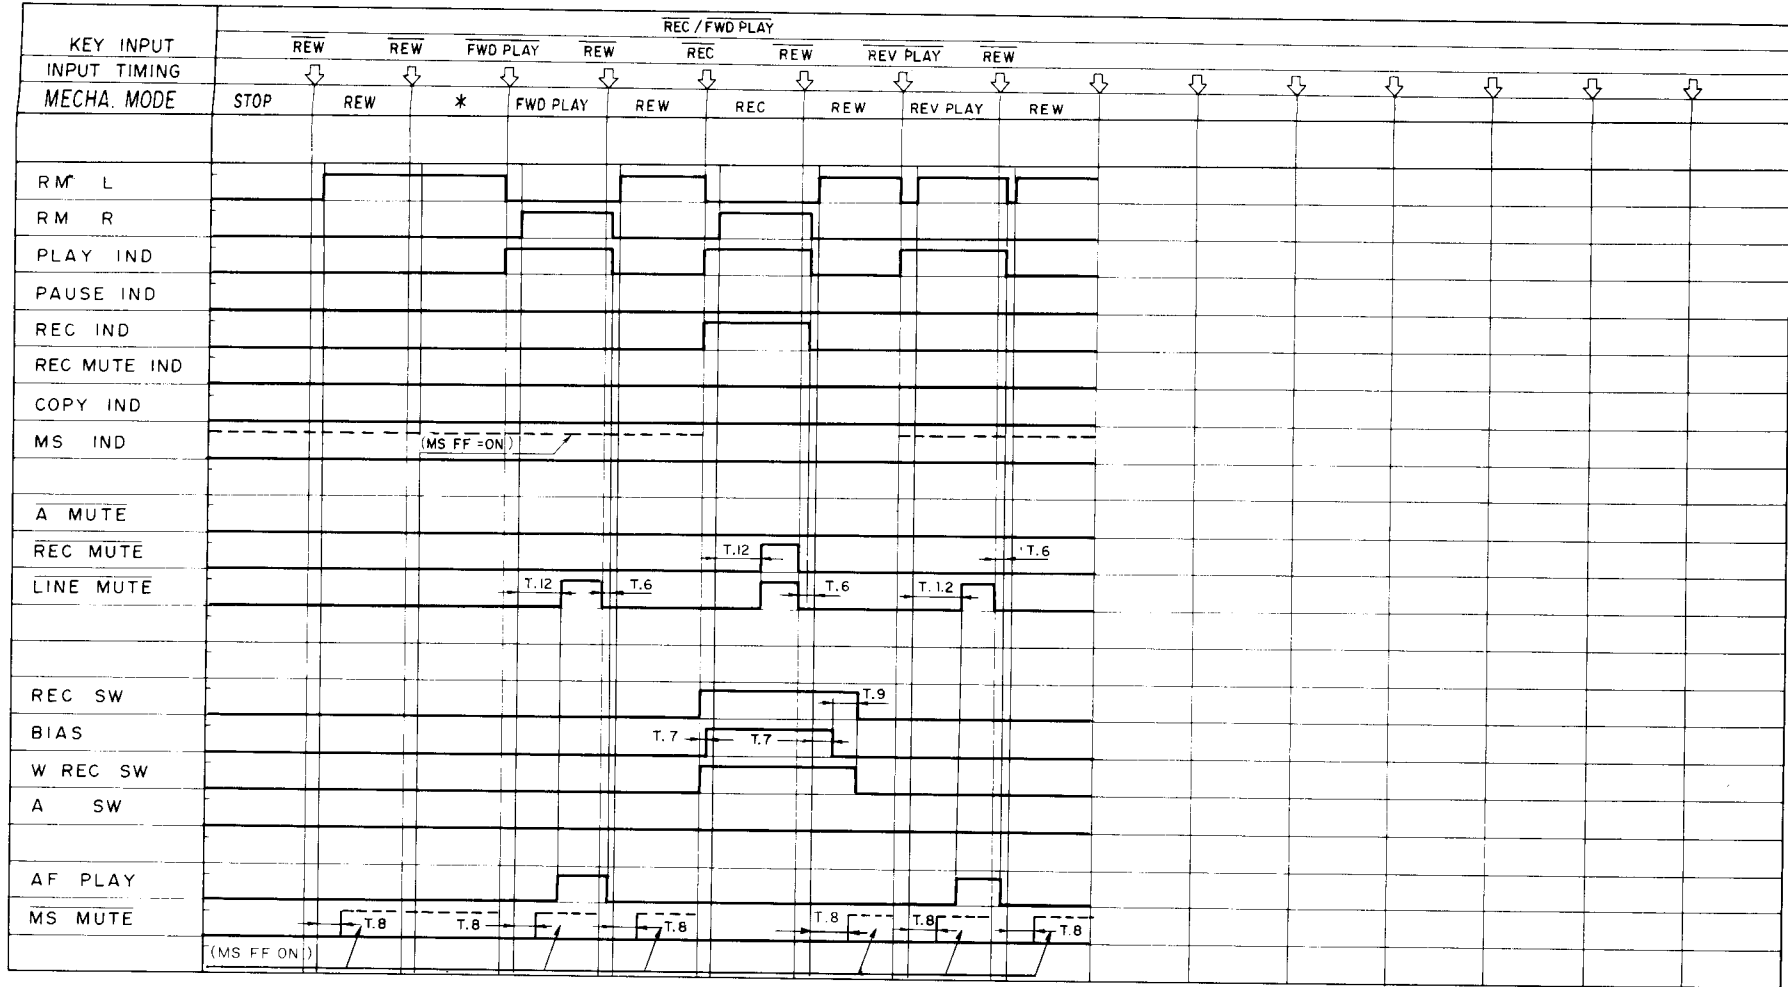 REC / FWD PLAY
KEY INPUT REW REW FWD PLAY REW REC REW REV PLAY REW
INPUT TIMING
MECHA. MODE STOP REW * FWD PLAY REW REC REW REV PLAY REW
RM L
RM R
PLAY IND
PAUSE IND
REC IND
REC MUTE IND
COPY IND
MS IND (MS FF =ON)
A MUTE
REC MUTE T.12 T.6
LINE MUTE T.12 T.6 T.6 T.1.2
REC SW T.9
BIAS T.7 T.7
W REC SW
A SW
AF PLAY
MS MUTE T.8 T.8 T.8 T.8 T.8 T.8
(MS FF ON)